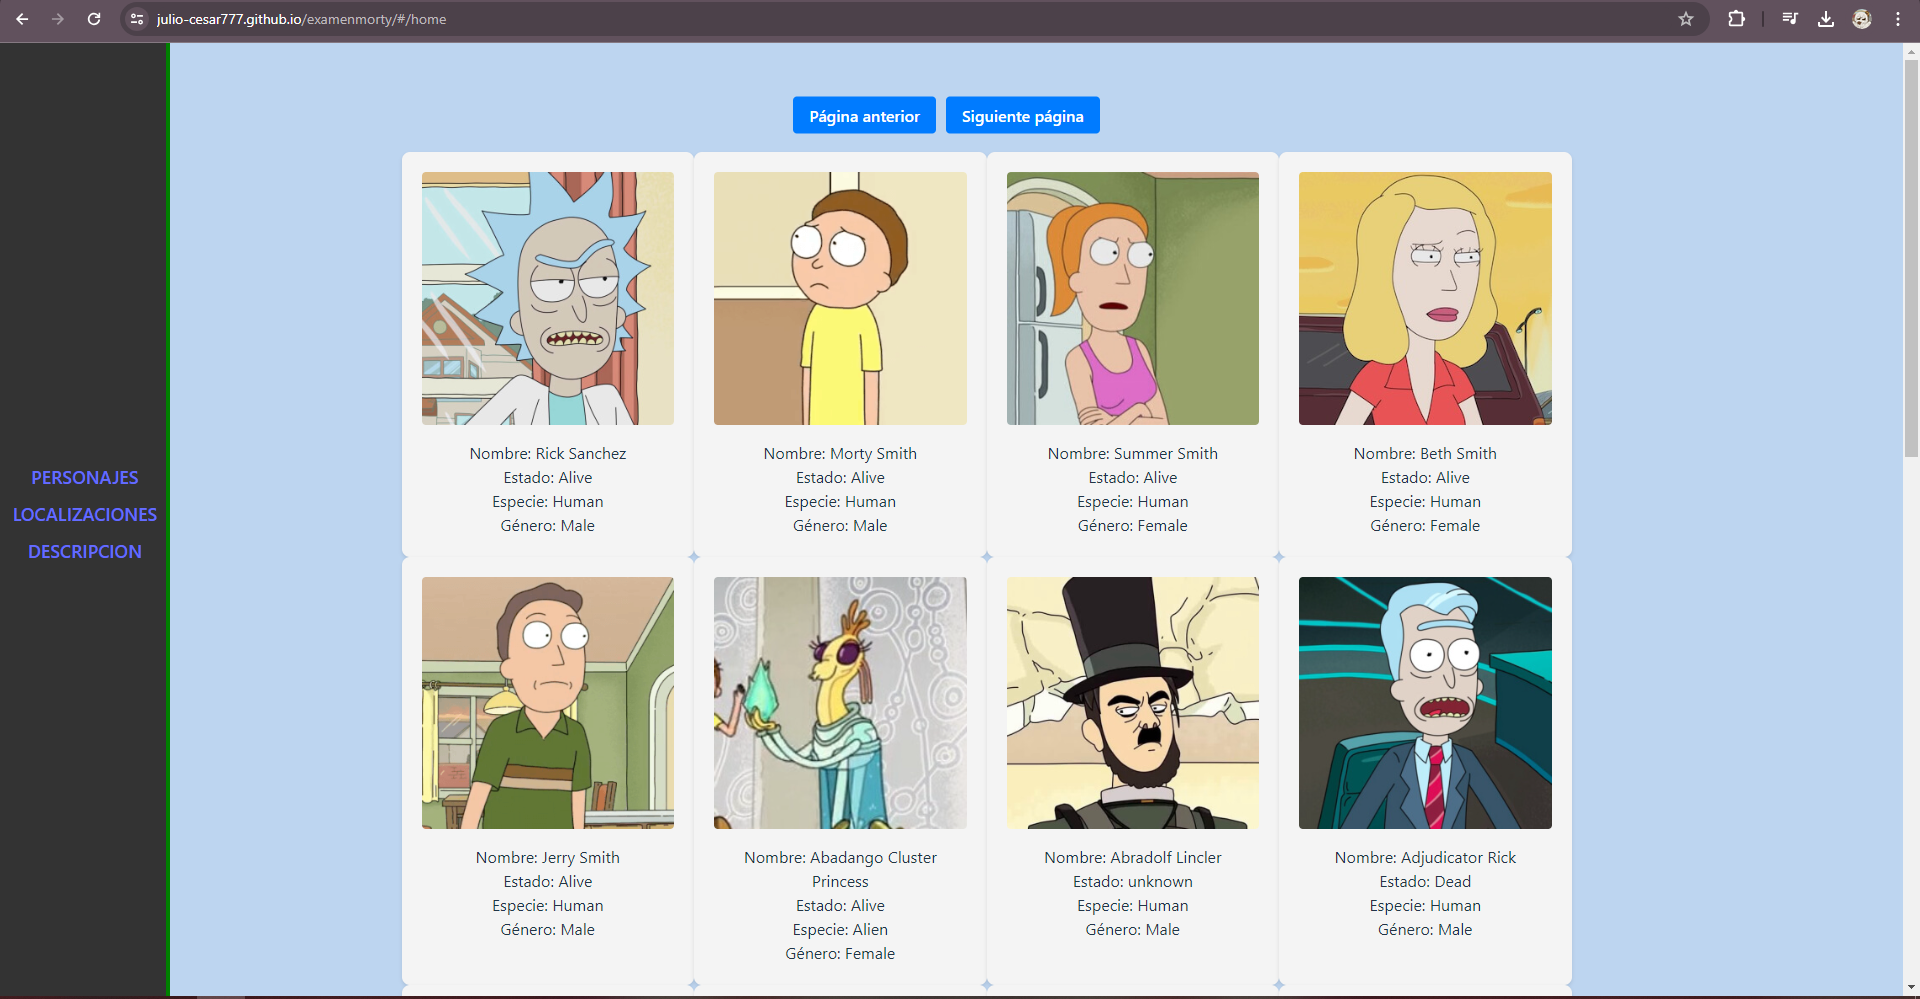 julio-cesar777.github.io/examenmorty/#/home
Página anterior
Siguiente página
PERSONAJES
LOCALIZACIONES
DESCRIPCION
Nombre: Rick Sanchez
Estado: Alive
Especie: Human
Género: Male
Nombre: Morty Smith
Estado: Alive
Especie: Human
Género: Male
Nombre: Summer Smith
Estado: Alive
Especie: Human
Género: Female
Nombre: Beth Smith
Estado: Alive
Especie: Human
Género: Female
Nombre: Jerry Smith
Estado: Alive
Especie: Human
Género: Male
Nombre: Abadango Cluster
Princess
Estado: Alive
Especie: Alien
Género: Female
Nombre: Abradolf Lincler
Estado: unknown
Especie: Human
Género: Male
Nombre: Adjudicator Rick
Estado: Dead
Especie: Human
Género: Male